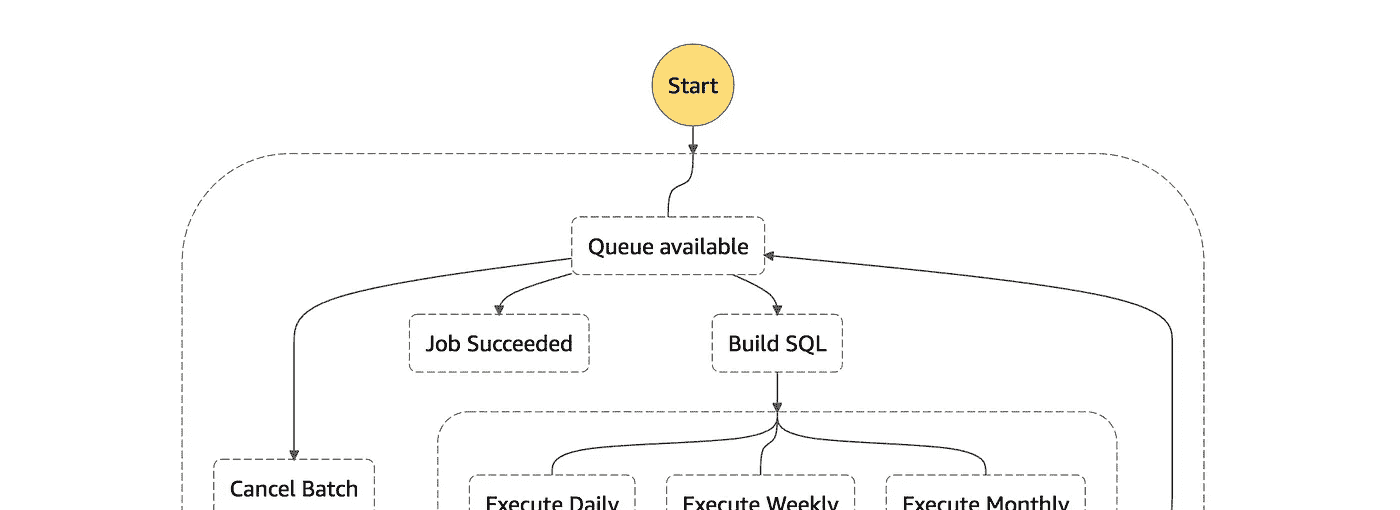 Start
Queue available
Job Succeeded
Build SQL
Cancel Batch
Execute Daily
Execute Weekly
Execute Monthly